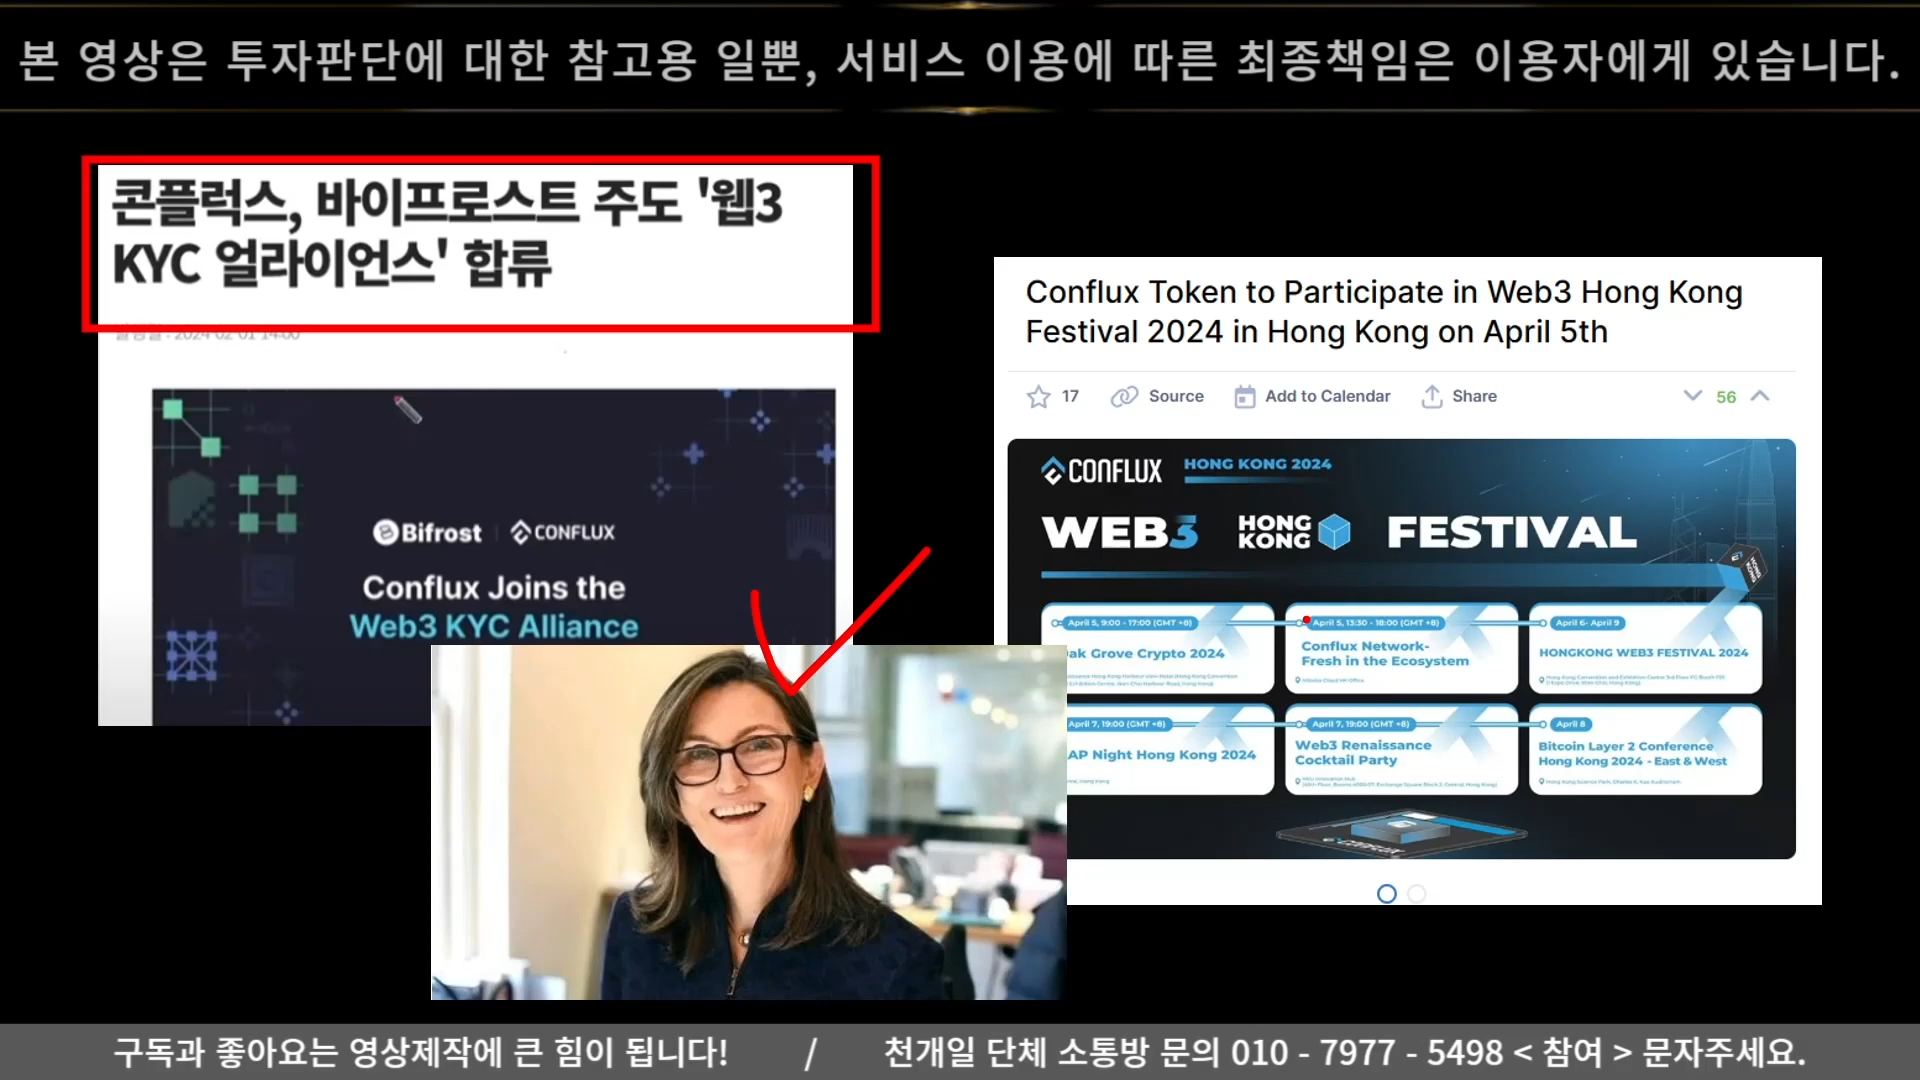 본 영상은 투자판단에 대한 참고용 일뿐, 서비스 이용에 따른 최종책임은 이용자에게 있습니다.
콘플럭스, 바이프로스트 주도 '웹3
KYC 얼라이언스' 합류
Bifrost | CONFLUX
Conflux Joins the
Web3 KYC Alliance
Conflux Token to Participate in Web3 Hong Kong
Festival 2024 in Hong Kong on April 5th
17 Source Add to Calendar Share 56
CONFLUX HONG KONG 2024
WEB3 HONG KONG FESTIVAL
April 5, 9:00 - 17:00 (GMT +8)
Oak Grove Crypto 2024
April 5, 13:30 - 18:00 (GMT +8)
Conflux Network-
Fresh in the Ecosystem
April 6- April 9
HONGKONG WEB3 FESTIVAL 2024
April 7, 19:00 (GMT +8)
AP Night Hong Kong 2024
April 7, 19:00 (GMT +8)
Web3 Renaissance
Cocktail Party
April 8
Bitcoin Layer 2 Conference
Hong Kong 2024 - East & West
CONFLUX
구독과 좋아요는 영상제작에 큰 힘이 됩니다! / 천개일 단체 소통방 문의 010 - 7977 - 5498 < 참여 > 문자주세요.